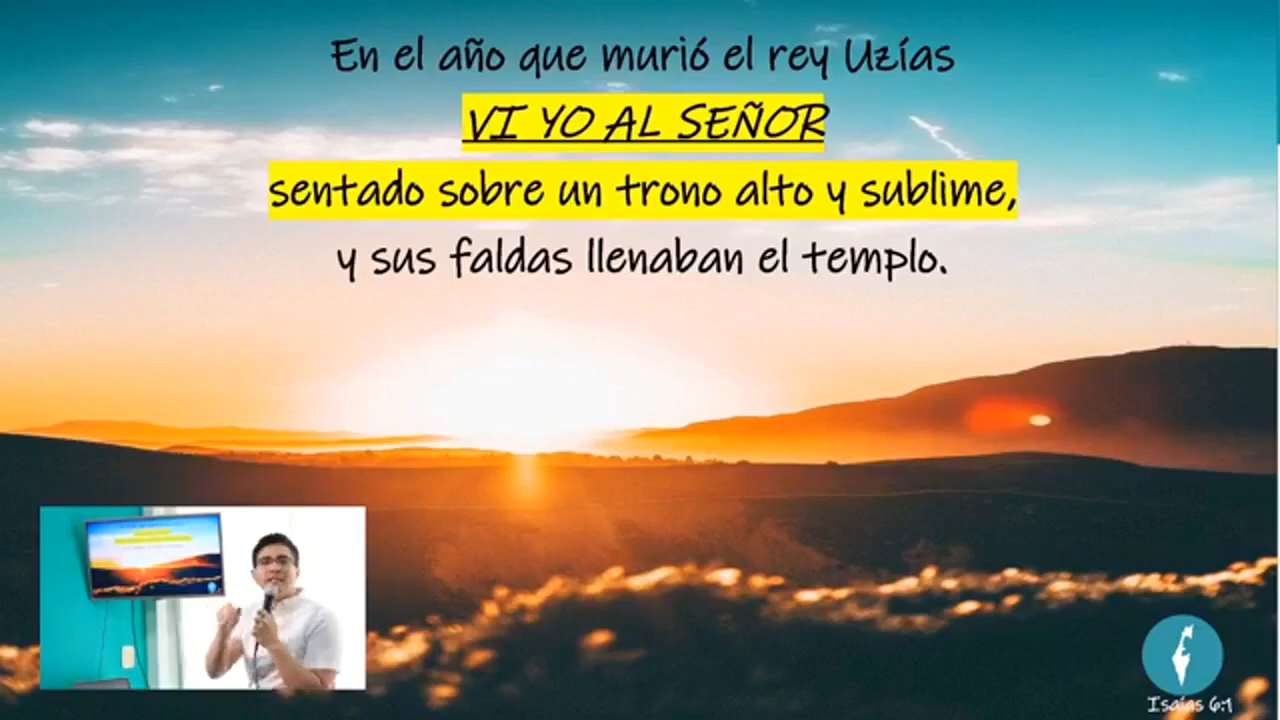 En el año que murió el rey Uzías
VI YO AL SEÑOR
sentado sobre un trono alto y sublime,
y sus faldas llenaban el templo.
Isaías 6:1